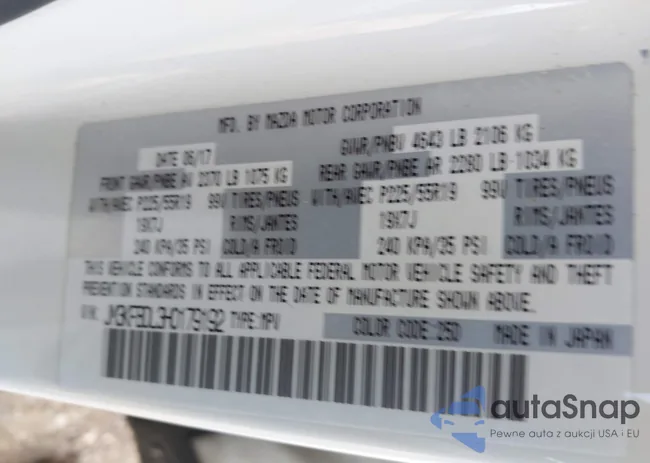 MFD. BY MAZDA MOTOR CORPORATION
DATE 06/17 GVWR/PNBV 4643 LB 2106 KG
FRONT GAWR/PNBE AV 2370 LB 1075 KG REAR GAWR/PNBE AR 2280 LB 1034 KG
WITH/AVEC P225/55R19 99V TIRES/PNEUS WITH/AVEC P225/55R19 99V TIRES/PNEUS
19X7J RIMS/JANTES 19X7J RIMS/JANTES
240 KPA/35 PSI COLD/A FROID 240 KPA/35 PSI COLD/A FROID
THIS VEHICLE CONFORMS TO ALL APPLICABLE FEDERAL MOTOR VEHICLE SAFETY AND THEFT
PREVENTION STANDARDS IN EFFECT ON THE DATE OF MANUFACTURE SHOWN ABOVE.
TYPE:MPV COLOR CODE:25D MADE IN JAPAN
autaSnap
Pewne auta z aukcji USA i EU